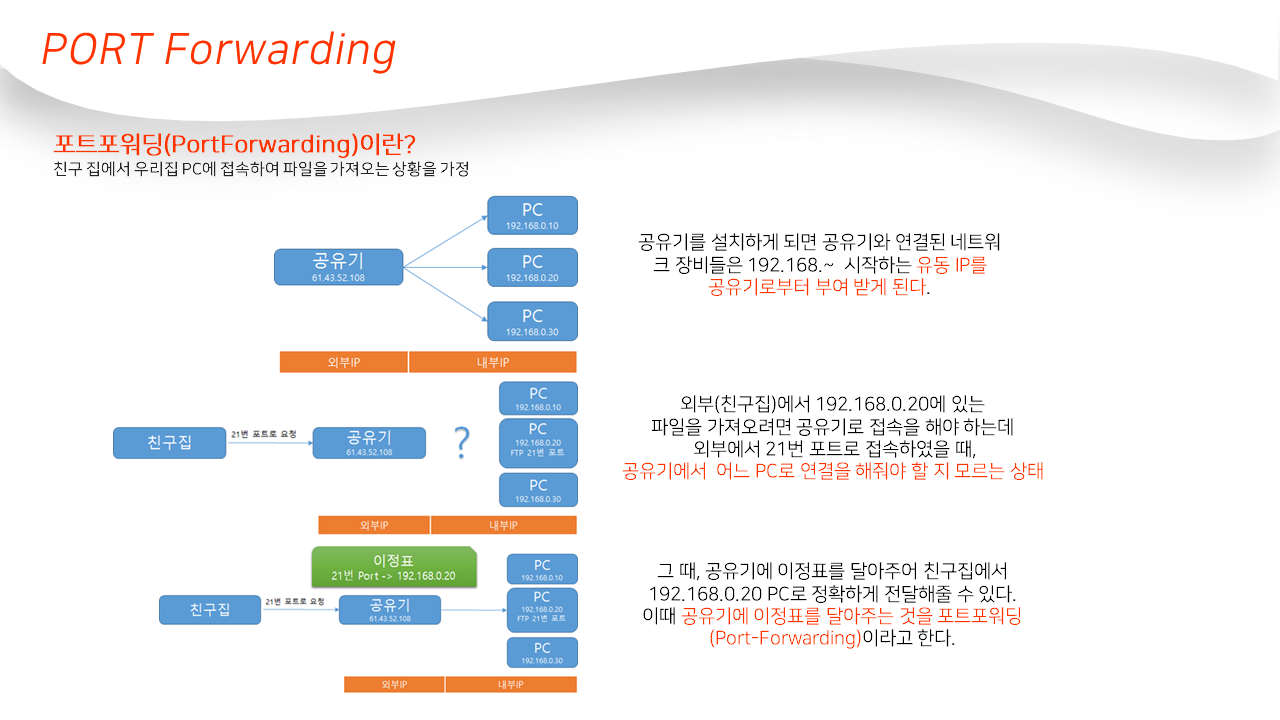 PORT Forwarding
포트포워딩(PortForwarding)이란?
친구 집에서 우리집 PC에 접속하여 파일을 가져오는 상황을 가정
PC
192.168.0.10
공유기
61.43.52.108
PC
192.168.0.20
PC
192.168.0.30
외부IP
내부IP
공유기를 설치하게 되면 공유기와 연결된 네트워
크 장비들은 192.168.~ 시작하는 유동 IP를
공유기로부터 부여 받게 된다.
PC
192.168.0.10
친구집
21번 포트로 요청
공유기
61.43.52.108
?
PC
192.168.0.20
FTP 21번 포트
PC
192.168.0.30
외부IP
내부IP
외부(친구집)에서 192.168.0.20에 있는
파일을 가져오려면 공유기로 접속을 해야 하는데
외부에서 21번 포트로 접속하였을 때,
공유기에서 어느 PC로 연결을 해줘야 할 지 모르는 상태
이정표
21번 Port -> 192.168.0.20
PC
192.168.0.10
친구집
21번 포트로 요청
공유기
61.43.52.108
PC
192.168.0.20
FTP 21번 포트
PC
192.168.0.30
외부IP
내부IP
그 때, 공유기에 이정표를 달아주어 친구집에서
192.168.0.20 PC로 정확하게 전달해줄 수 있다.
이때 공유기에 이정표를 달아주는 것을 포트포워딩
(Port-Forwarding)이라고 한다.